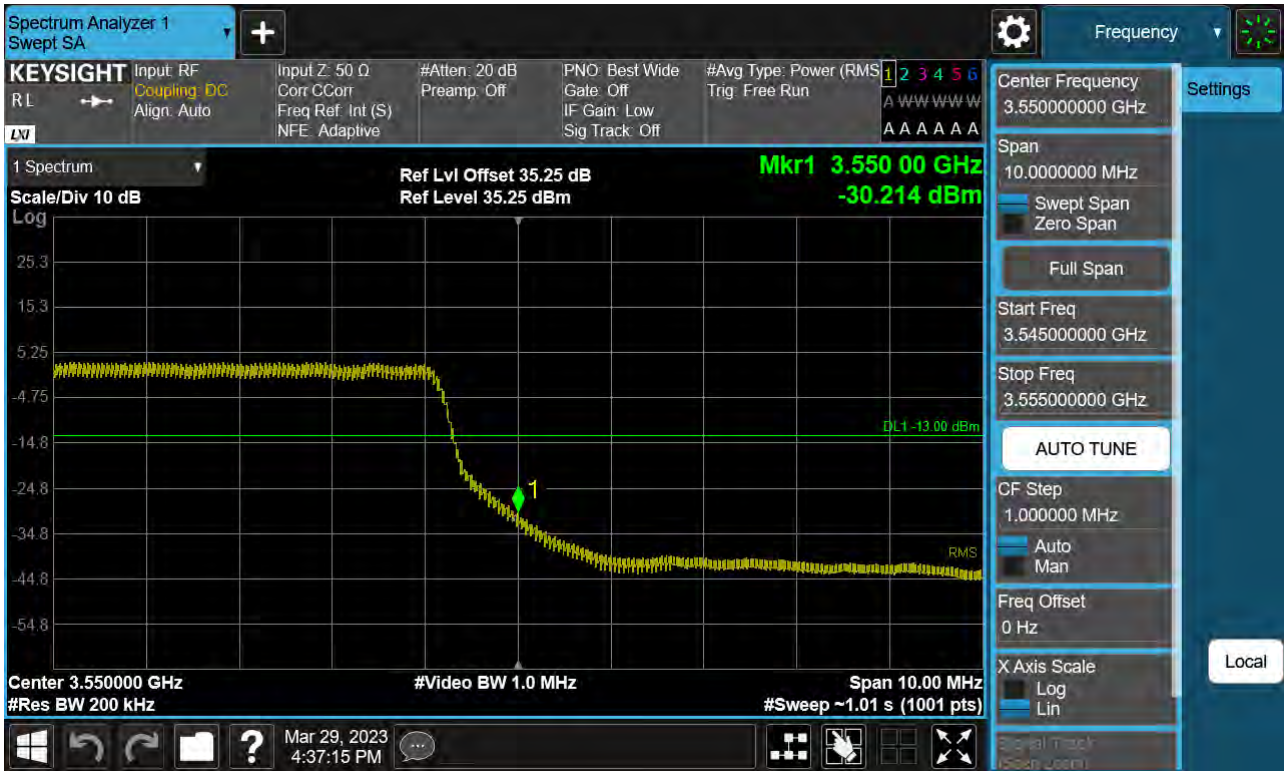 Spectrum Analyzer 1
Swept SA
+
Frequency
KEYSIGHT
RL
LXI
Input: RF
Coupling: DC
Align: Auto
Input Z: 50 Ω
Corr CCorr
Freq Ref: Int (S)
NFE: Adaptive
#Atten: 20 dB
Preamp: Off
PNO: Best Wide
Gate: Off
IF Gain: Low
Sig Track: Off
#Avg Type: Power (RMS
Trig: Free Run
1 2 3 4 5 6
A W W W W W
A A A A A A
1 Spectrum
Scale/Div 10 dB
Log
Ref Lvl Offset 35.25 dB
Ref Level 35.25 dBm
Mkr1 3.550 00 GHz
-30.214 dBm
25.3
15.3
5.25
-4.75
-14.8
-24.8
-34.8
-44.8
-54.8
DL1 -13.00 dBm
1
RMS
Center 3.550000 GHz
#Res BW 200 kHz
#Video BW 1.0 MHz
Span 10.00 MHz
#Sweep ~1.01 s (1001 pts)
Center Frequency
3.550000000 GHz
Span
10.0000000 MHz
Swept Span
Zero Span
Full Span
Start Freq
3.545000000 GHz
Stop Freq
3.555000000 GHz
AUTO TUNE
CF Step
1.000000 MHz
Auto
Man
Freq Offset
0 Hz
X Axis Scale
Log
Lin
Signal Track
(Span Zoom)
Settings
Local
?
Mar 29, 2023
4:37:15 PM